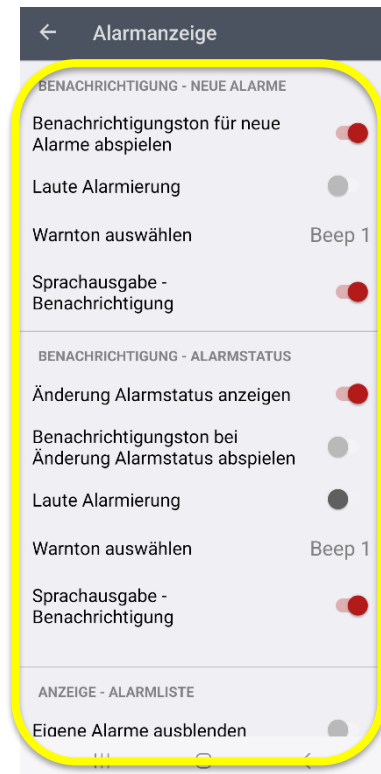 Alarmanzeige
BENACHRICHTIGUNG - NEUE ALARME
Benachrichtigungston für neue
Alarme abspielen
Laute Alarmierung
Warnton auswählen Beep 1
Sprachausgabe -
Benachrichtigung
BENACHRICHTIGUNG - ALARMSTATUS
Änderung Alarmstatus anzeigen
Benachrichtigungston bei
Änderung Alarmstatus abspielen
Laute Alarmierung
Warnton auswählen Beep 1
Sprachausgabe -
Benachrichtigung
ANZEIGE - ALARMLISTE
Eigene Alarme ausblenden